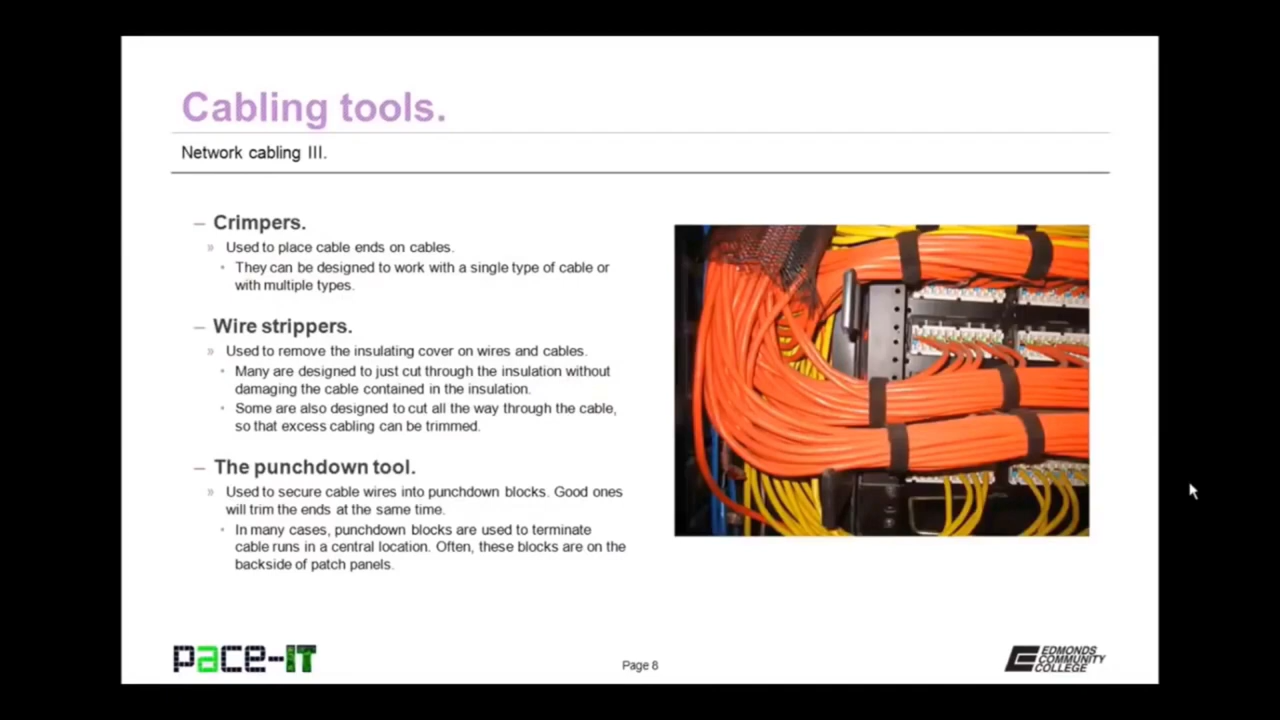 Cabling tools.
Network cabling III.
– Crimpers.
» Used to place cable ends on cables.
• They can be designed to work with a single type of cable or
with multiple types.
– Wire strippers.
» Used to remove the insulating cover on wires and cables.
• Many are designed to just cut through the insulation without
damaging the cable contained in the insulation.
• Some are also designed to cut all the way through the cable,
so that excess cabling can be trimmed.
– The punchdown tool.
» Used to secure cable wires into punchdown blocks. Good ones
will trim the ends at the same time.
• In many cases, punchdown blocks are used to terminate
cable runs in a central location. Often, these blocks are on the
backside of patch panels.
pace-IT
Page 8
EDMONDS
COMMUNITY
COLLEGE